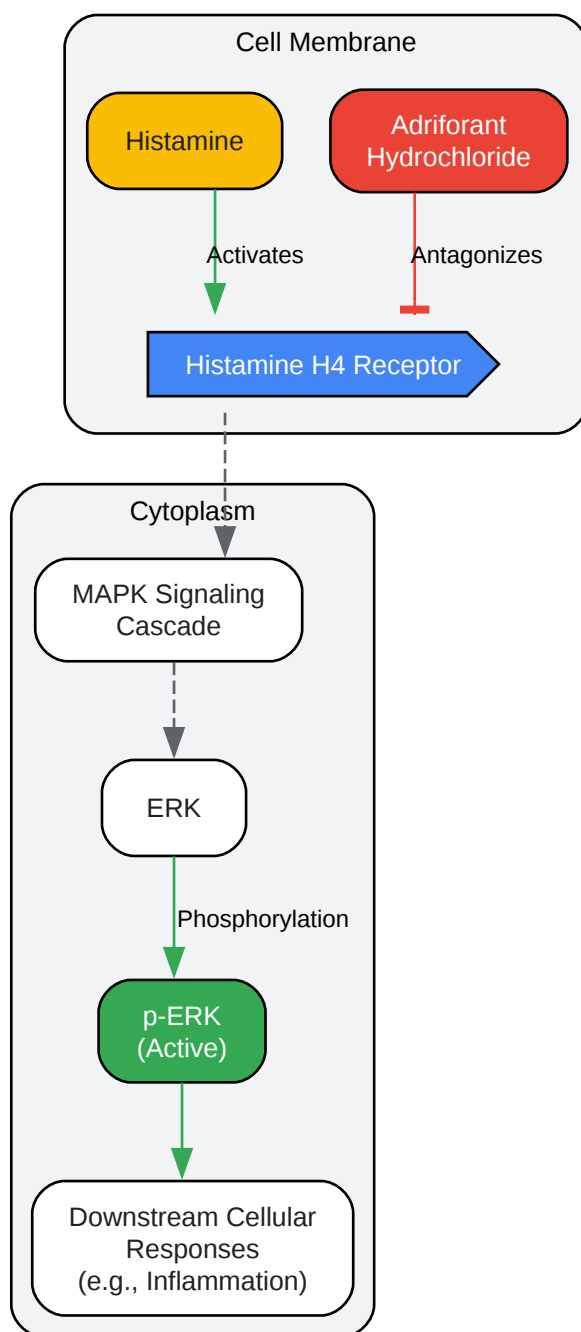 Cell Membrane
Histamine
Adriforant
Hydrochloride
Activates
Antagonizes
Histamine H4 Receptor
Cytoplasm
MAPK Signaling
Cascade
ERK
Phosphorylation
p-ERK
(Active)
Downstream Cellular
Responses
(e.g., Inflammation)